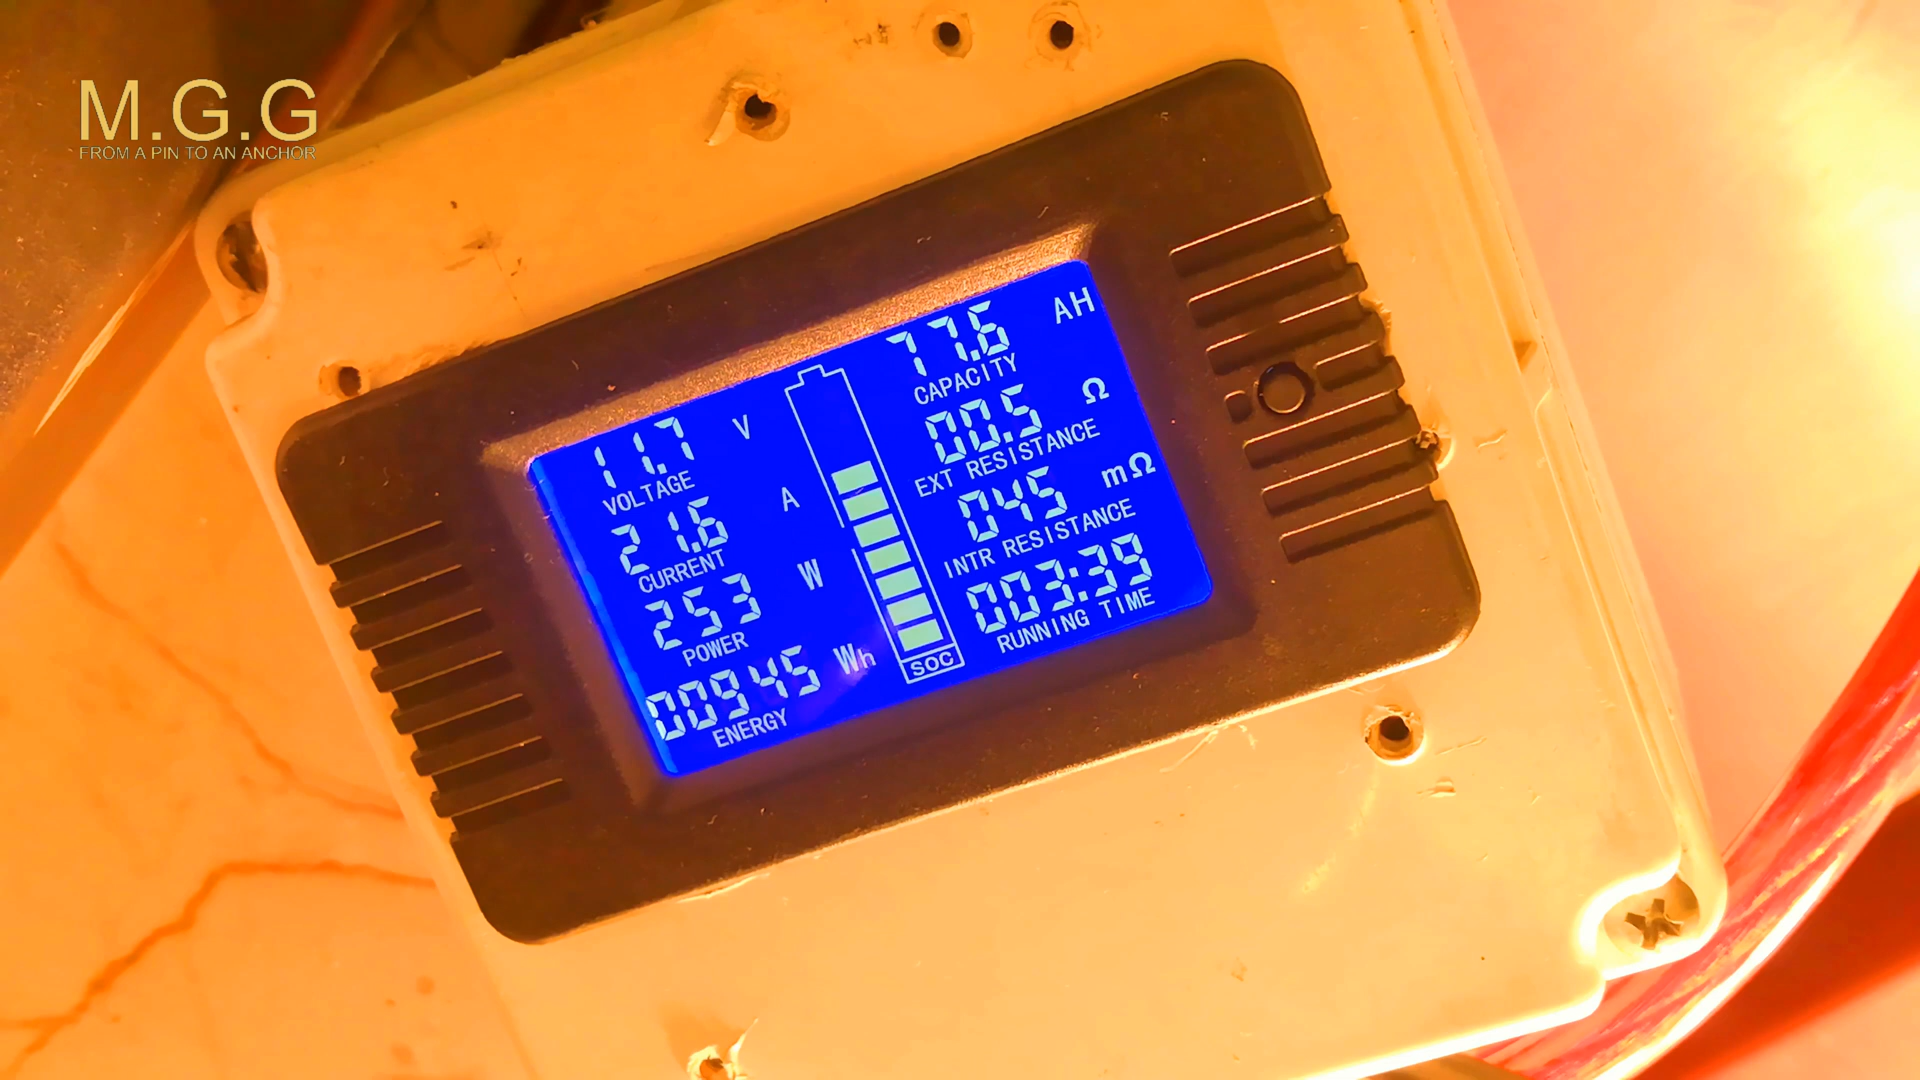 M.G.G
FROM A PIN TO AN ANCHOR
11.7 V
VOLTAGE
21.6 A
CURRENT
253 W
POWER
00945 Wh
ENERGY
SOC
77.6 AH
CAPACITY
00.5 Ω
EXT RESISTANCE
045 mΩ
INTR RESISTANCE
003:39
RUNNING TIME